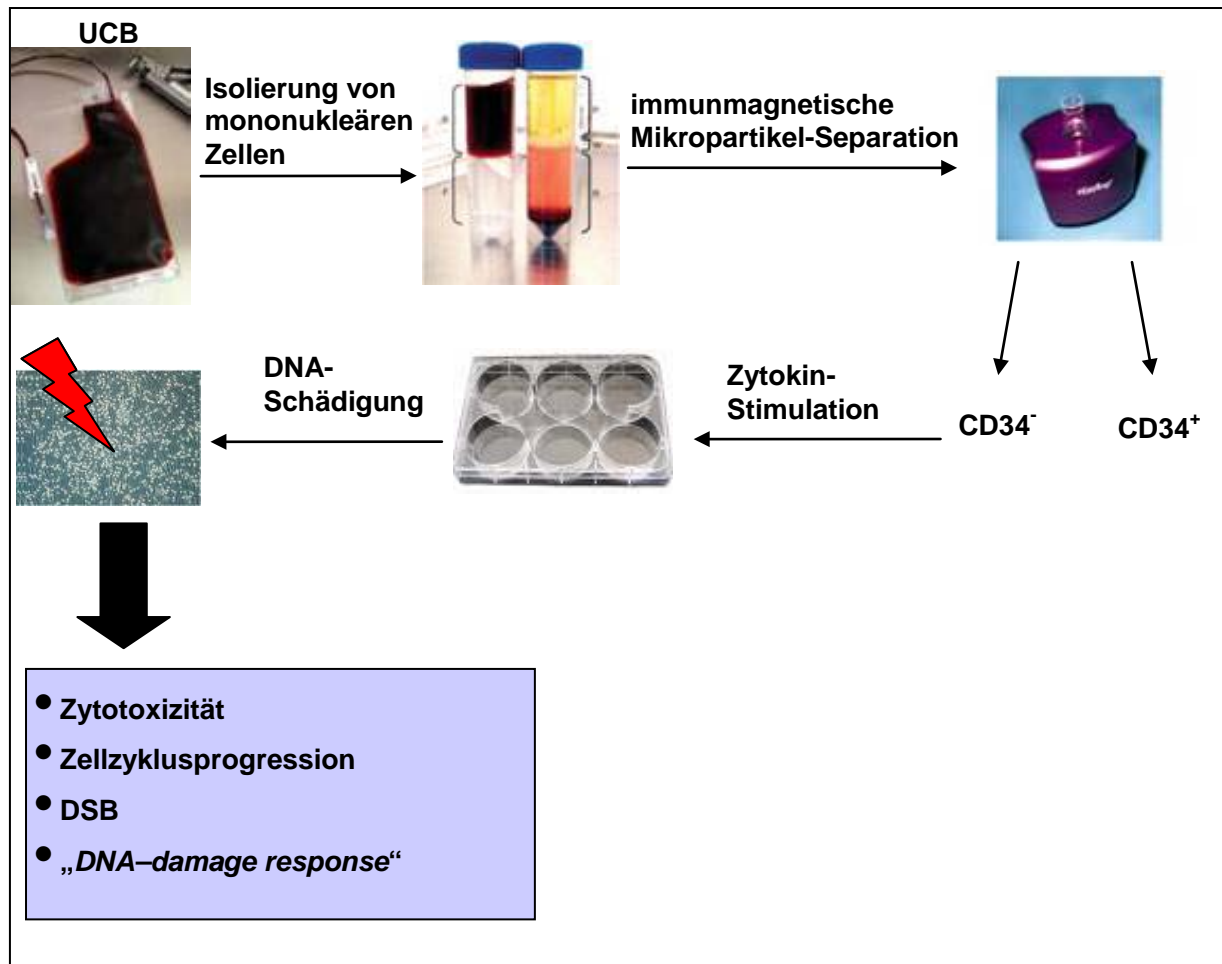 UCB
Isolierung von
mononukleären
Zellen
immunmagnetische
Mikropartikel-Separation
DNA-
Schädigung
Zytokin-
Stimulation
CD34⁻
CD34⁺
• Zytotoxizität
• Zellzyklusprogression
• DSB
• „DNA–damage response“